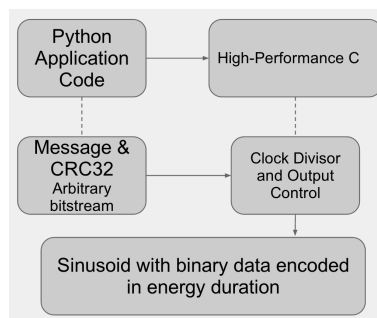 Python
Application
Code
High-Performance C
Message &
CRC32
Arbitrary
bitstream
Clock Divisor
and Output
Control
Sinusoid with binary data encoded
in energy duration